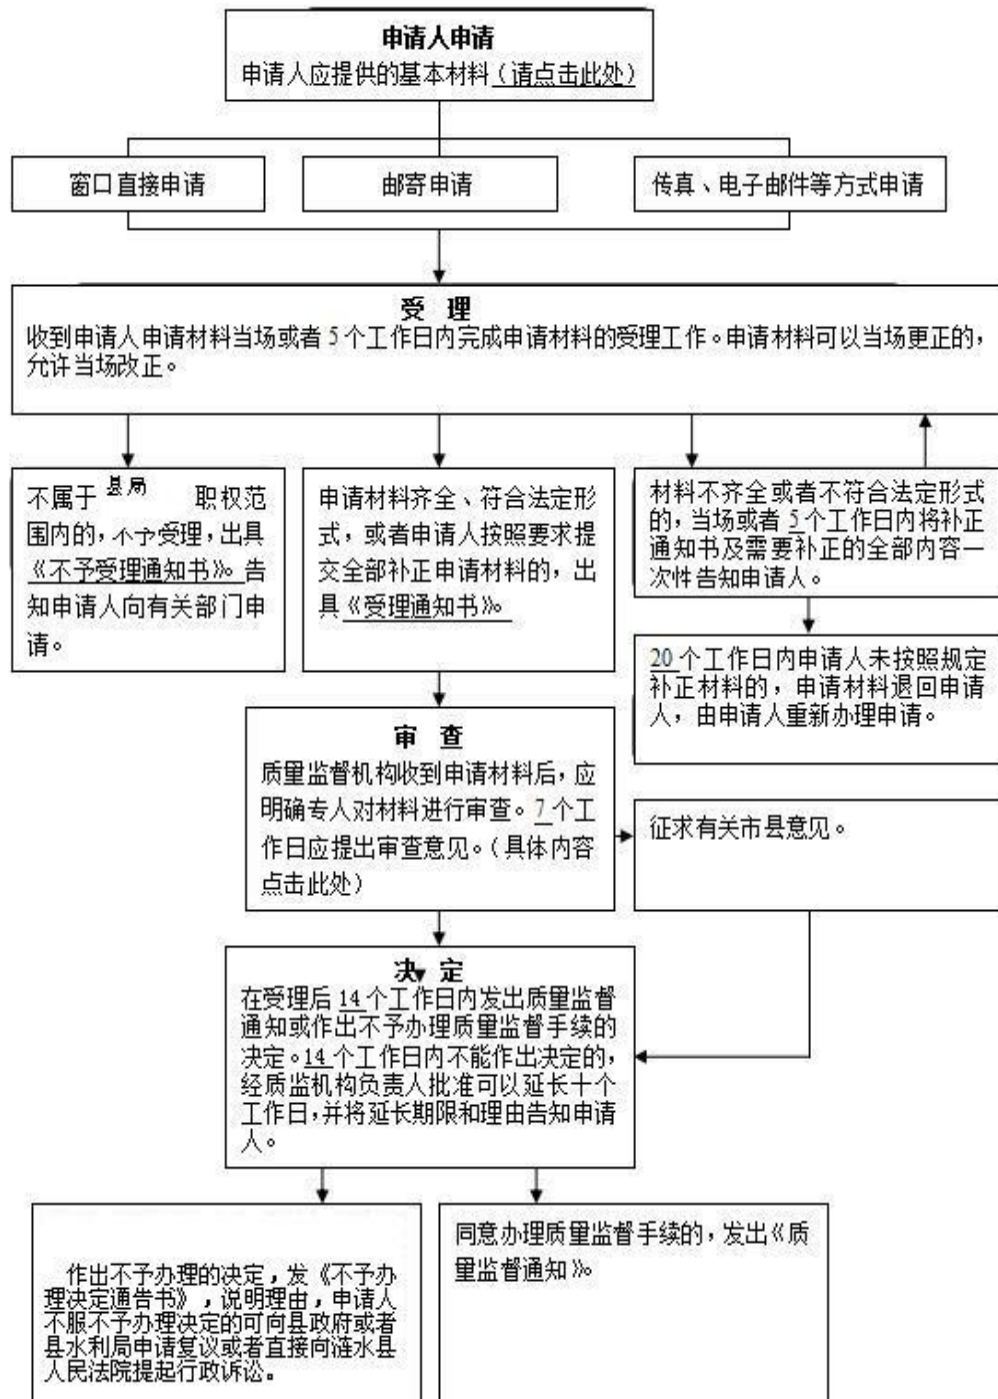 申请人申请
申请人应提供的基本材料（请点击此处）
窗口直接申请
邮寄申请
传真、电子邮件等方式申请
受 理
收到申请人申请材料当场或者5个工作日内完成申请材料的受理工作。申请材料可以当场更正的，
允许当场改正。
不属于 县局 职权范
围内的，不予受理，出具
《不予受理通知书》。告
知申请人向有关部门申
请。
申请材料齐全、符合法定形
式，或者申请人按照要求提
交全部补正申请材料的，出
具《受理通知书》。
材料不齐全或者不符合法定形式
的，当场或者5个工作日内将补正
通知书及需要补正的全部内容一
次性告知申请人。
20个工作日内申请人未按照规定
补正材料的，申请材料退回申请
人，由申请人重新办理申请。
审 查
质量监督机构收到申请材料后，应
明确专人对材料进行审查。7个工
作日应提出审查意见。（具体内容
点击此处）
征求有关市县意见。
决 定
在受理后14个工作日内发出质量监督
通知或作出不予办理质量监督手续的
决定。14个工作日内不能作出决定的，
经质监机构负责人批准可以延长十个
工作日，并将延长期限和理由告知申请
人。
作出不予办理的决定，发《不予办
理决定通告书》，说明理由，申请人
不服不予办理决定的可向县政府或者
县水利局申请复议或者直接向涟水县
人民法院提起行政诉讼。
同意办理质量监督手续的，发出《质
量监督通知》。